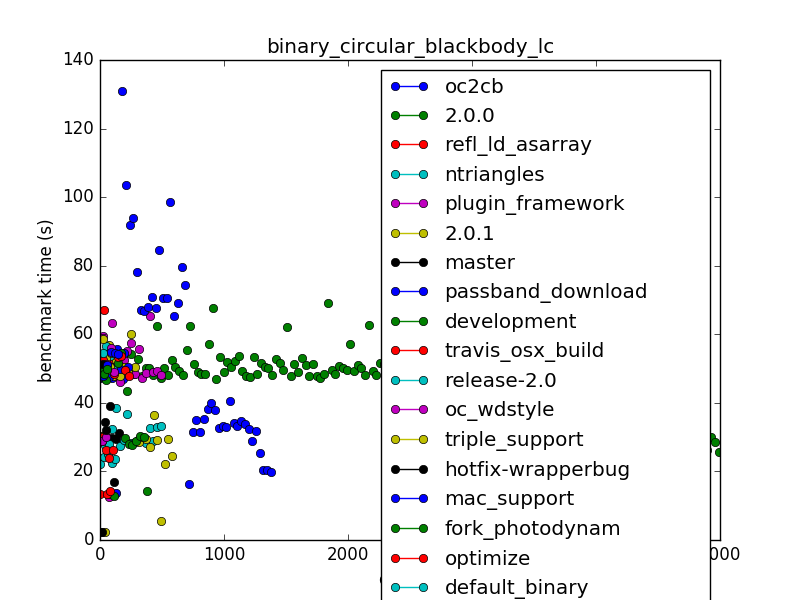 binary_circular_blackbody_lc
140
120
100
80
60
40
20
0
benchmark time (s)
0
1000
2000
000
oc2cb
2.0.0
refl_ld_asarray
ntriangles
plugin_framework
2.0.1
master
passband_download
development
travis_osx_build
release-2.0
oc_wdstyle
triple_support
hotfix-wrapperbug
mac_support
fork_photodynam
optimize
default_binary